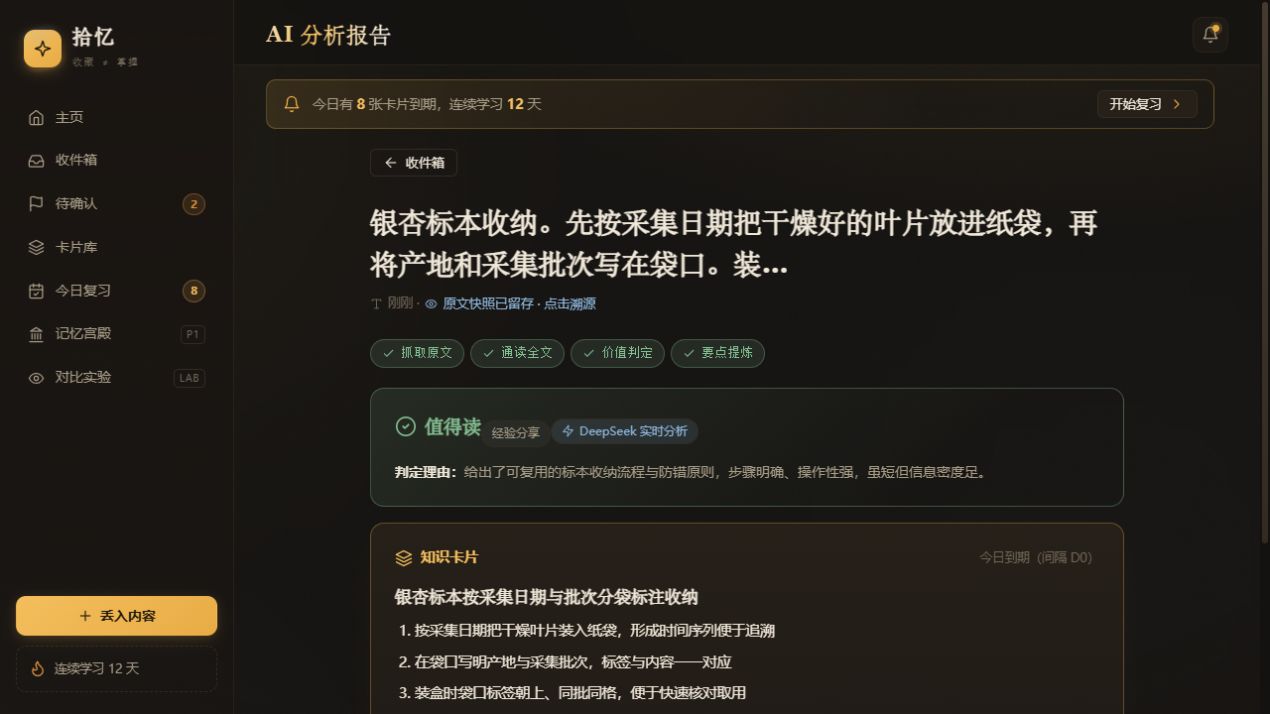 拾忆
收藏 ≠ 掌握
主页
收件箱
待确认
2
卡片库
今日复习
8
记忆宫殿
P1
对比实验
LAB
丢入内容
连续学习 12 天
AI 分析报告
今日有 8 张卡片到期，连续学习 12 天
开始复习
收件箱
银杏标本收纳。先按采集日期把干燥好的叶片放进纸袋，再
将产地和采集批次写在袋口。装...
刚刚 · 原文快照已留存 · 点击溯源
抓取原文
通读全文
价值判定
要点提炼
值得读
经验分享
DeepSeek 实时分析
判定理由：给出了可复用的标本收纳流程与防错原则，步骤明确、操作性强，虽短但信息密度足。
知识卡片
今日到期（间隔 D0）
银杏标本按采集日期与批次分袋标注收纳
1. 按采集日期把干燥叶片装入纸袋，形成时间序列便于追溯
2. 在袋口写明产地与采集批次，标签与内容一一对应
3. 装盒时袋口标签朝上、同批同格，便于快速核对取用